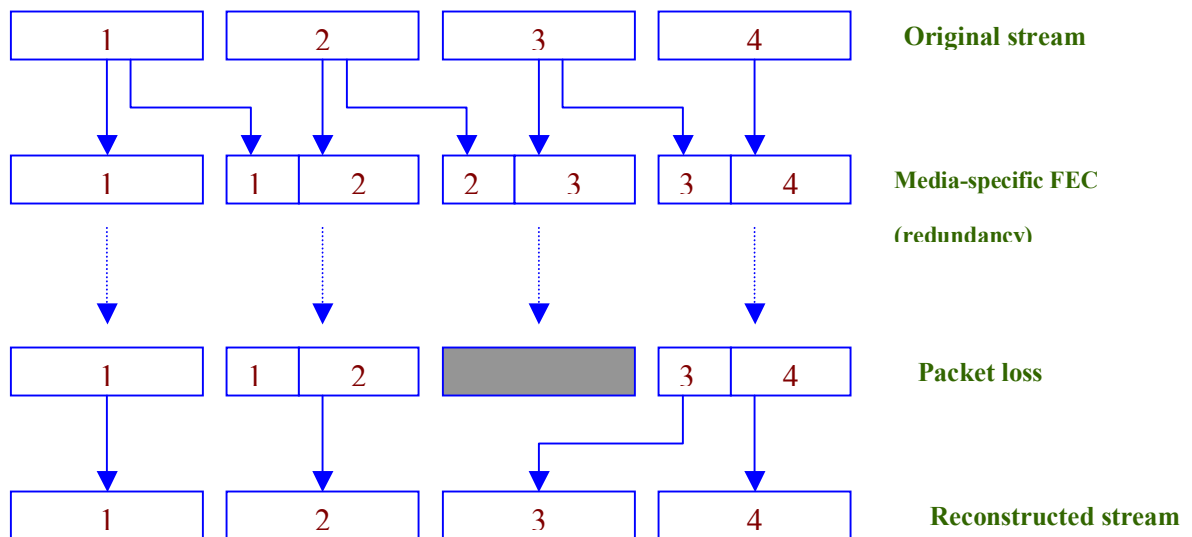 1 2 3 4 Original stream
1 1 2 2 3 3 4 Media-specific FEC
(redundancy)
1 1 2 3 4 Packet loss
1 2 3 4 Reconstructed stream